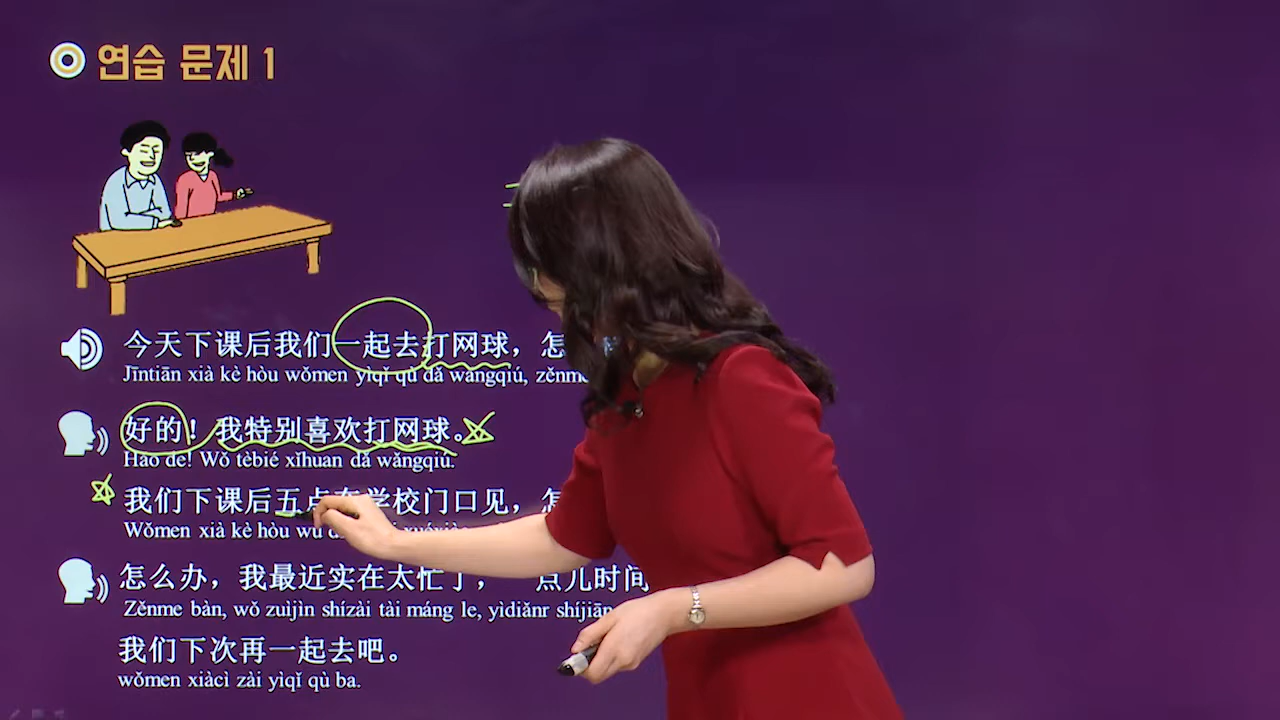 연습 문제 1
今天下课后我们一起去打网球，怎
Jīntiān xià kè hòu wǒmen yìqǐ qù dǎ wǎngqiú, zěnme
好的！我特别喜欢打网球。
Hǎo de! Wǒ tèbié xǐhuan dǎ wǎngqiú.
我们下课后五点在学校门口见，怎
Wǒmen xià kè hòu wǔ
怎么办，我最近实在太忙了，一点儿时间
Zěnme bàn, wǒ zuìjìn shízài tài máng le, yìdiǎnr shíjiān
我们下次再一起去吧。
wǒmen xiàcì zài yìqǐ qù ba.